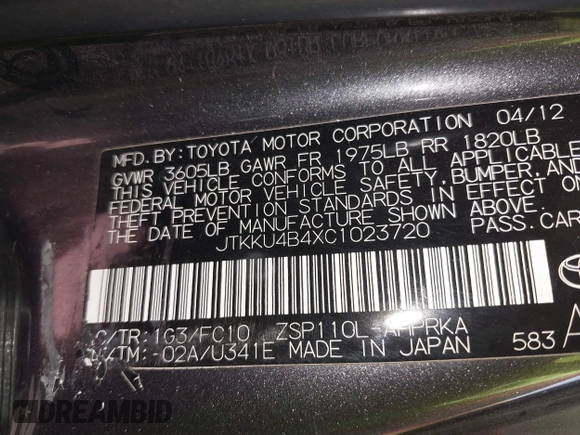 MFD.BY:TOYOTA MOTOR CORPORATION 04/12
GVWR 3605LB GAWR FR 1975LB RR 1820LB
THIS VEHICLE CONFORMS TO ALL APPLICABLE
FEDERAL MOTOR VEHICLE SAFETY,BUMPER,AND
THEFT PREVENTION STANDARDS IN EFFECT ON
THE DATE OF MANUFACTURE SHOWN ABOVE.
JTKKU4B4XC1023720 PASS.CAR
C/TR:1G3/FC10 ZSP110L-AHPRKA
A/TM:-02A/U341E MADE IN JAPAN 583
DREAMBID